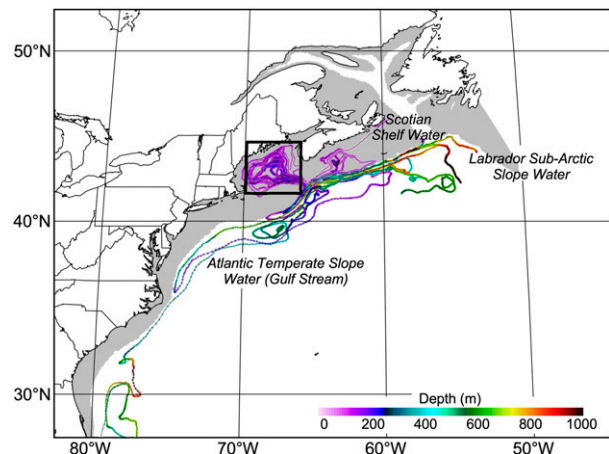 50°N
Scotian
Shelf Water
Labrador Sub-Arctic
Slope Water
40°N
Atlantic Temperate Slope
Water (Gulf Stream)
30°N
Depth (m)
0 200 400 600 800 1000
80°W 70°W 60°W 50°W